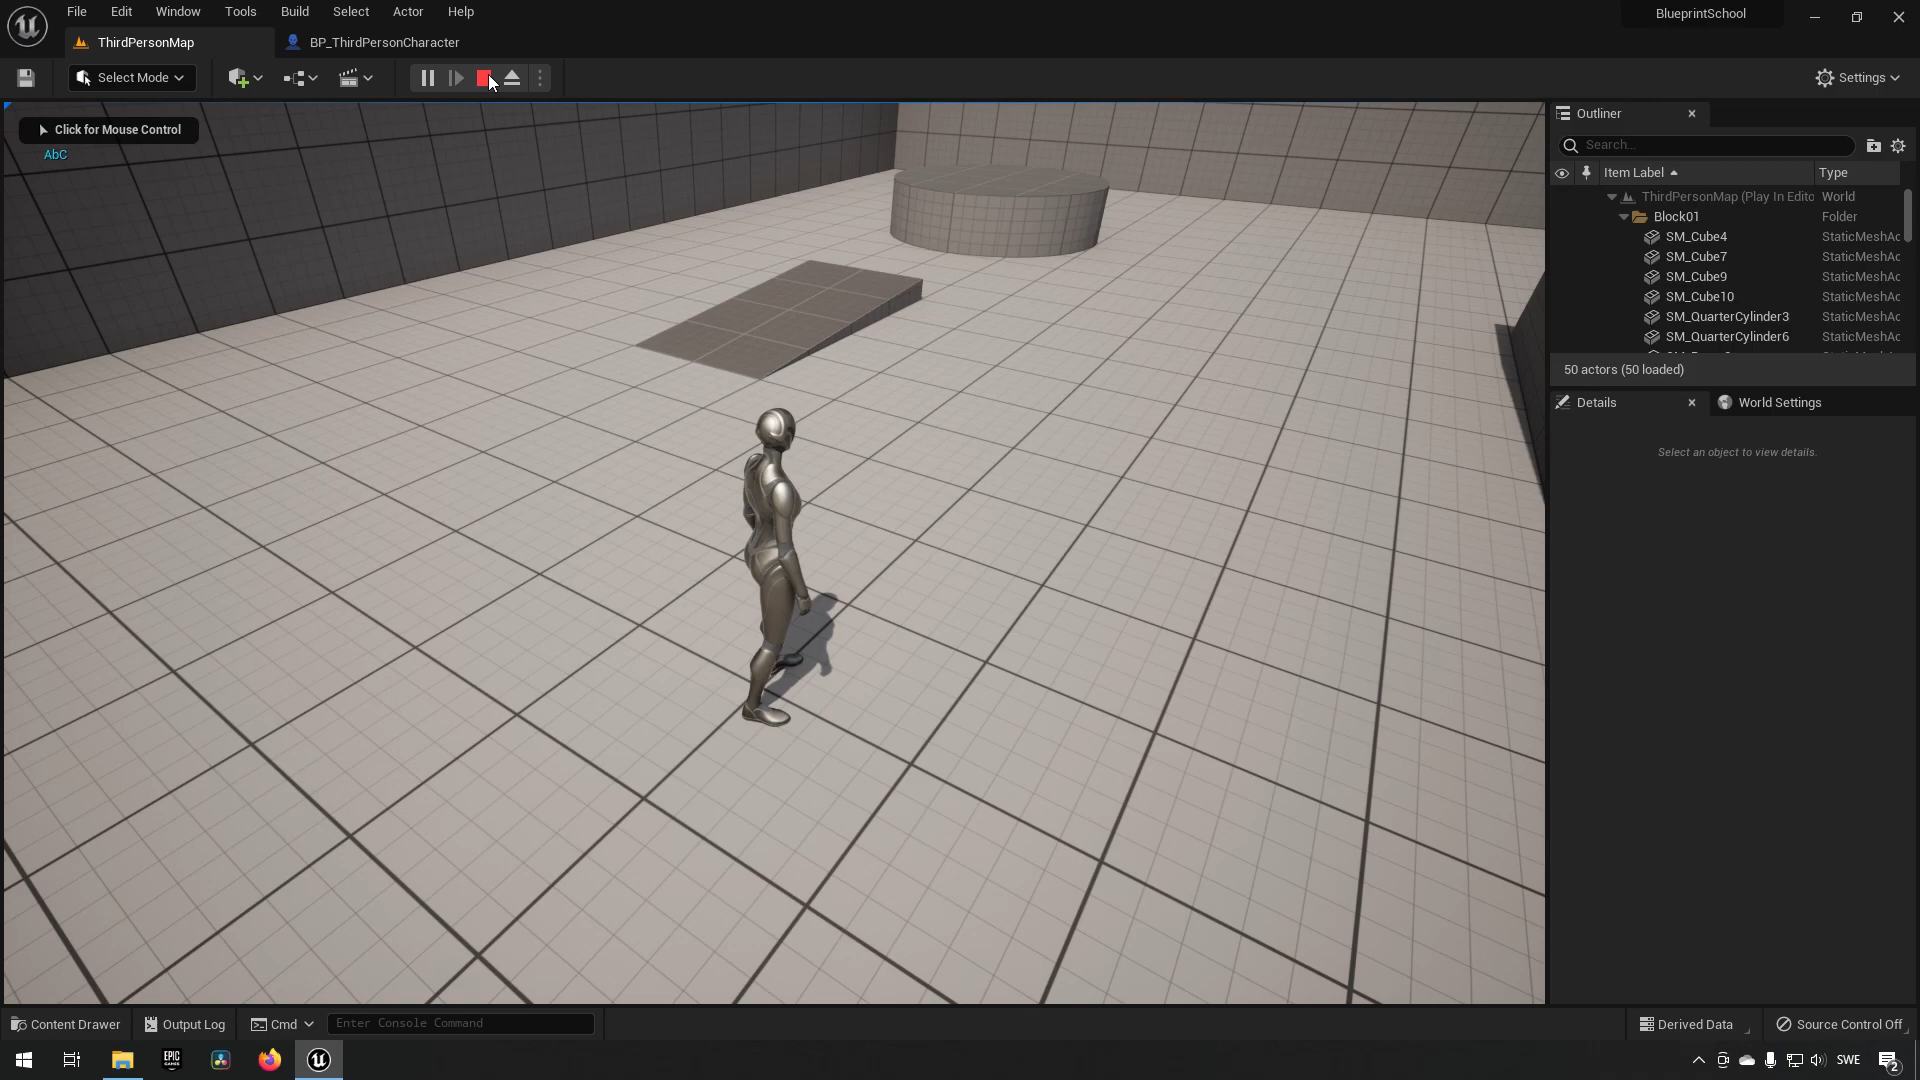 File Edit Window Tools Build Select Actor Help
BlueprintSchool
ThirdPersonMap
BP_ThirdPersonCharacter
Select Mode
Settings
Click for Mouse Control
AbC
Outliner
Search...
Item Label Type
ThirdPersonMap (Play In Edito World
Block01 Folder
SM_Cube4 StaticMeshAc
SM_Cube7 StaticMeshAc
SM_Cube9 StaticMeshAc
SM_Cube10 StaticMeshAc
SM_QuarterCylinder3 StaticMeshAc
SM_QuarterCylinder6 StaticMeshAc
50 actors (50 loaded)
Details World Settings
Select an object to view details.
Content Drawer Output Log Cmd Enter Console Command Derived Data Source Control Off
EPIC GAMES
SWE
2